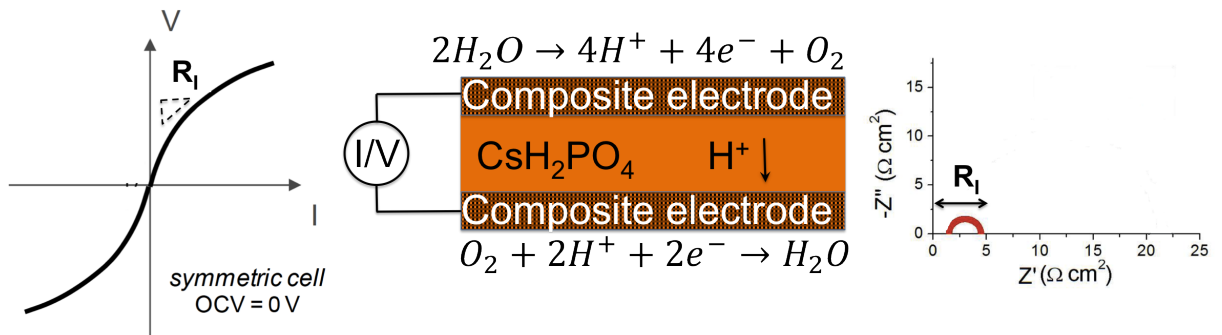 V
R_I
I
symmetric cell
OCV = 0 V
2H₂O → 4H⁺ + 4e⁻ + O₂
Composite electrode
I/V
CsH₂PO₄ H⁺ ↓
Composite electrode
O₂ + 2H⁺ + 2e⁻ → H₂O
-Z" (Ω cm²)
15
10
5
0
R_I
0 5 10 15 20 25
Z' (Ω cm²)